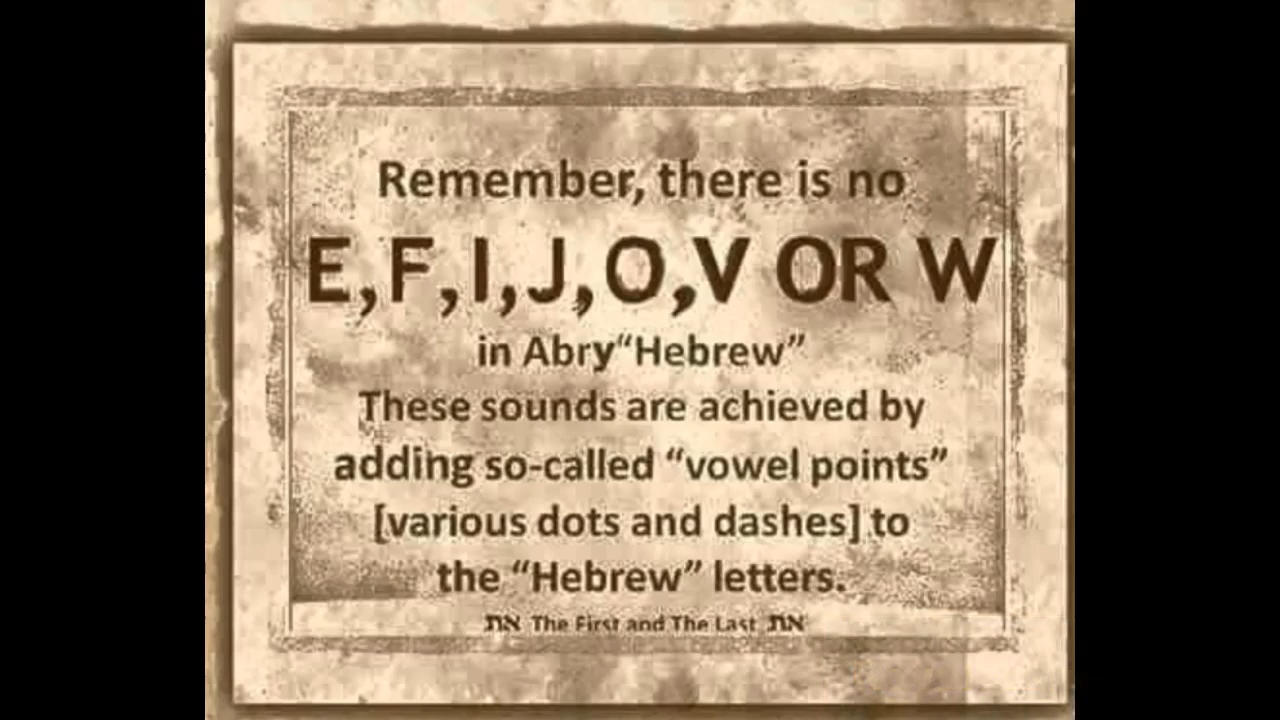 Remember, there is no
E, F, I, J, O, V OR W
in Abry“Hebrew”
These sounds are achieved by
adding so-called “vowel points”
[various dots and dashes] to
the “Hebrew” letters.
את The First and The Last את